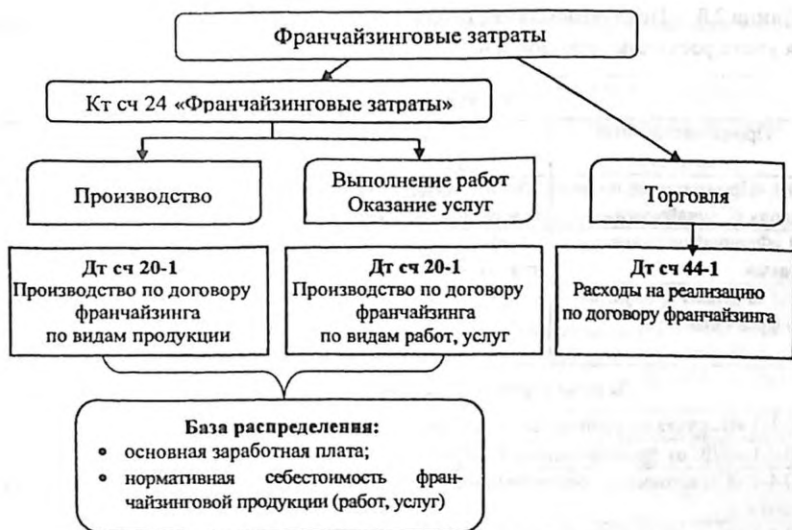 Франчайзинговые затраты
Кт сч 24 «Франчайзинговые затраты»
Производство
Выполнение работ
Оказание услуг
Торговля
Дт сч 20-1
Производство по договору
франчайзинга
по видам продукции
Дт сч 20-1
Производство по договору
франчайзинга
по видам работ, услуг
Дт сч 44-1
Расходы на реализацию
по договору франчайзинга
База распределения:
• основная заработная плата;
• нормативная себестоимость фран-
чайзинговой продукции (работ, услуг)